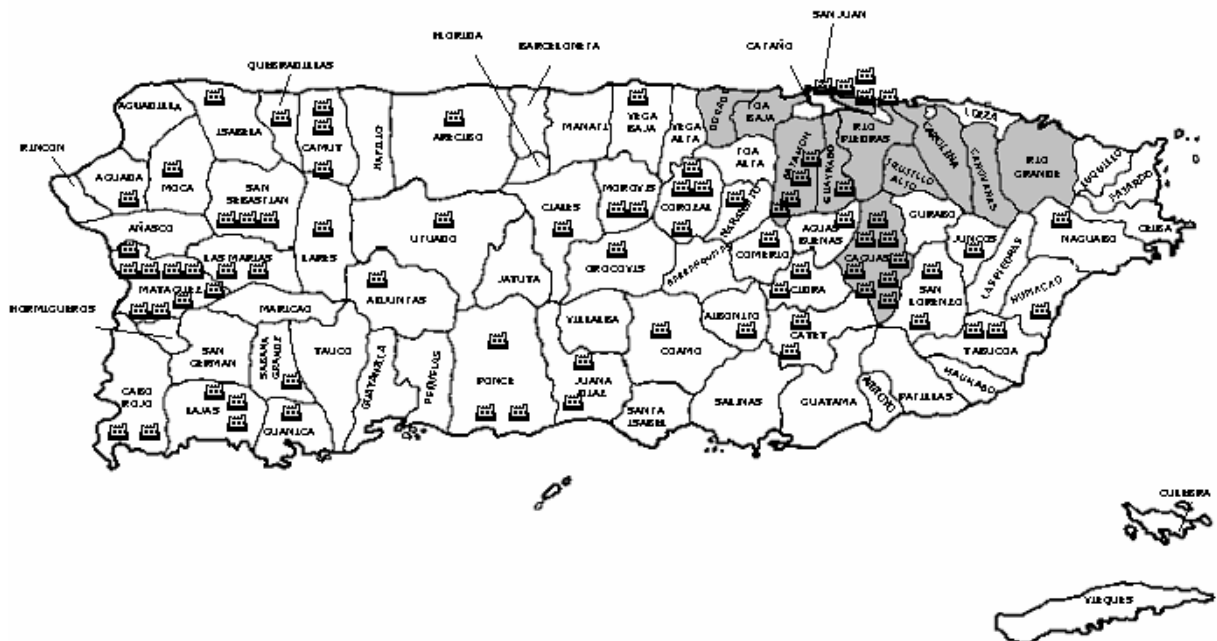 SAN JUAN
FLORIDA
BARCELONETA
CATAÑO
QUEBRADILLAS
AGUADILLA
ISABELA
CAMUY
HATILLO
ARECIBO
MANATI
VEGA
BAJA
VEGA
ALTA
DORADO
TOA
BAJA
TOA
ALTA
BAYAMON
GUAYNABO
RIO
PIEDRAS
TRUJILLO
ALTO
CAROLINA
LOIZA
CANOVANAS
RIO
GRANDE
LUQUILLO
FAJARDO
CEIBA
RINCON
AGUADA
MOCA
SAN
SEBASTIAN
AÑASCO
LAS MARIAS
LARES
UTUADO
CIALES
MOROVIS
COROZAL
NARANJITO
OROCOVIS
BARRANQUITAS
COMERIO
AGUAS
BUENAS
CAGUAS
GURABO
JUNCOS
LAS PIEDRAS
NAGUABO
HUMACAO
SAN
LORENZO
CIDRA
CAYEY
AIBONITO
COAMO
VILLALBA
JAYUYA
ADJUNTAS
MARICAO
MAYAGUEZ
HORMIGUEROS
SAN
GERMAN
SABANA
GRANDE
YAUCO
GUAYANILLA
PEÑUELAS
PONCE
JUANA
DIAZ
SANTA
ISABEL
SALINAS
GUAYAMA
ARROYO
PATILLAS
MAUNABO
YABUCOA
CABO
ROJO
LAJAS
GUANICA
CULEBRA
VIEQUES